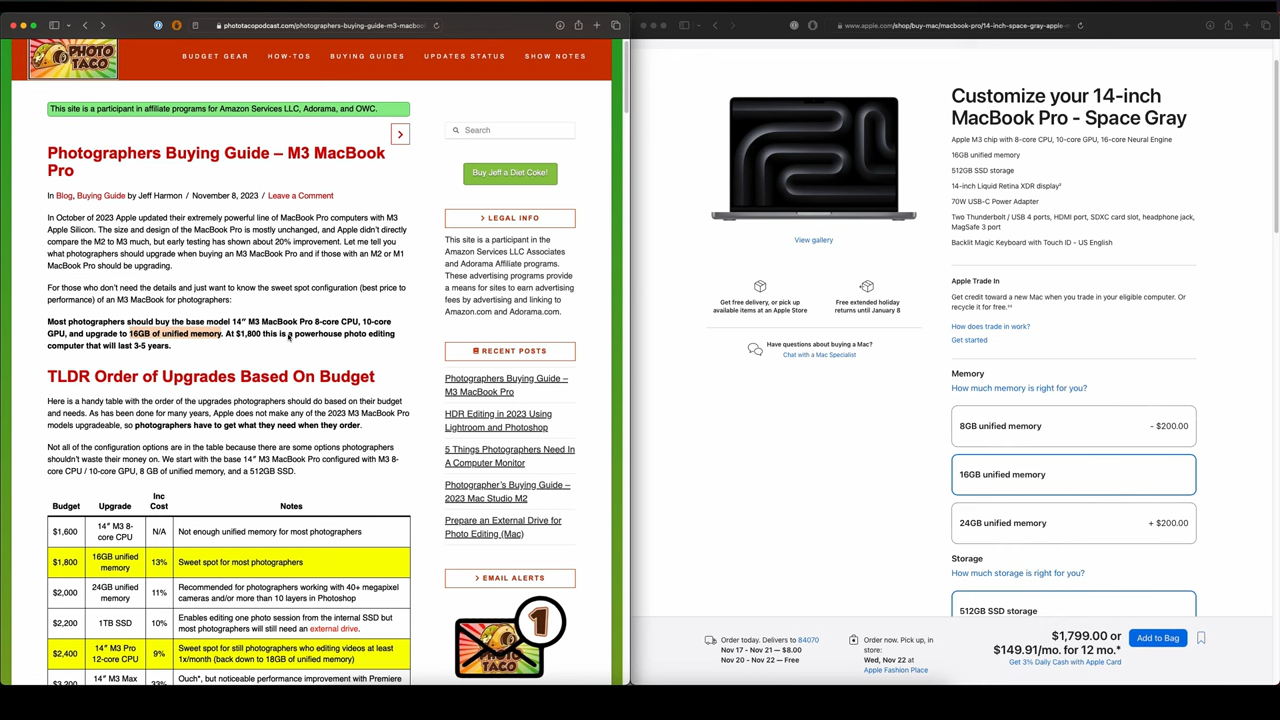 phototacopodcast.com/photographers-buying-guide-m3-macboo
PHOTO
TACO
BUDGET GEAR
HOW-TOS
BUYING GUIDES
UPDATES STATUS
SHOW NOTES
This site is a participant in affiliate programs for Amazon Services LLC, Adorama, and OWC.
Photographers Buying Guide – M3 MacBook
Pro
In Blog, Buying Guide by Jeff Harmon / November 8, 2023 / Leave a Comment
In October of 2023 Apple updated their extremely powerful line of MacBook Pro computers with M3
Apple Silicon. The size and design of the MacBook Pro is mostly unchanged, and Apple didn't directly
compare the M2 to M3 much, but early testing has shown about 20% improvement. Let me tell you
what photographers should upgrade when buying an M3 MacBook Pro and if those with an M2 or M1
MacBook Pro should be upgrading.
For those who don't need the details and just want to know the sweet spot configuration (best price to
performance) of an M3 MacBook for photographers:
Most photographers should buy the base model 14″ M3 MacBook Pro 8-core CPU, 10-core
GPU, and upgrade to 16GB of unified memory. At $1,800 this is a powerhouse photo editing
computer that will last 3-5 years.
TLDR Order of Upgrades Based On Budget
Here is a handy table with the order of the upgrades photographers should do based on their budget
and needs. As has been done for many years, Apple does not make any of the 2023 M3 MacBook Pro
models upgradeable, so photographers have to get what they need when they order.
Not all of the configuration options are in the table because there are some options photographers
shouldn't waste their money on. We start with the base 14″ M3 MacBook Pro configured with M3 8-
core CPU / 10-core GPU, 8 GB of unified memory, and a 512GB SSD.
Budget Upgrade Inc Cost Notes
$1,600 14″ M3 8-core CPU N/A Not enough unified memory for most photographers
$1,800 16GB unified memory 13% Sweet spot for most photographers
$2,000 24GB unified memory 11% Recommended for photographers working with 40+ megapixel
cameras and/or more than 10 layers in Photoshop
$2,200 1TB SSD 10% Enables editing one photo session from the internal SSD but
most photographers will still need an external drive.
$2,400 14″ M3 Pro 12-core CPU 9% Sweet spot for still photographers who editing videos at least
1x/month (back down to 18GB of unified memory)
$3,200 14″ M3 Max 33% Ouch*, but noticeable performance improvement with Premiere
Search
Buy Jeff a Diet Coke!
LEGAL INFO
This site is a participant in the
Amazon Services LLC Associates
and Adorama Affiliate programs.
These advertising programs provide
a means for sites to earn advertising
fees by advertising and linking to
Amazon.com and Adorama.com.
RECENT POSTS
Photographers Buying Guide –
M3 MacBook Pro
HDR Editing in 2023 Using
Lightroom and Photoshop
5 Things Photographers Need In
A Computer Monitor
Photographer's Buying Guide –
2023 Mac Studio M2
Prepare an External Drive for
Photo Editing (Mac)
EMAIL ALERTS
1
www.apple.com/shop/buy-mac/macbook-pro/14-inch-space-gray-apple-
View gallery
Get free delivery, or pick up
available items at an Apple Store
Free extended holiday
returns until January 8
Have questions about buying a Mac?
Chat with a Mac Specialist
Customize your 14-inch
MacBook Pro - Space Gray
Apple M3 chip with 8-core CPU, 10-core GPU, 16-core Neural Engine
16GB unified memory
512GB SSD storage
14-inch Liquid Retina XDR display²
70W USB-C Power Adapter
Two Thunderbolt / USB 4 ports, HDMI port, SDXC card slot, headphone jack,
MagSafe 3 port
Backlit Magic Keyboard with Touch ID - US English
Apple Trade In
Get credit toward a new Mac when you trade in your eligible computer. Or
recycle it for free.
How does trade in work?
Get started
Memory
How much memory is right for you?
8GB unified memory - $200.00
16GB unified memory
24GB unified memory + $200.00
Storage
How much storage is right for you?
512GB SSD storage
Order today. Delivers to 84070
Nov 17 - Nov 21 — $8.00
Nov 20 - Nov 22 — Free
Order now. Pick up, in
store:
Wed, Nov 22 at
Apple Fashion Place
$1,799.00 or
$149.91/mo. for 12 mo.*
Get 3% Daily Cash with Apple Card
Add to Bag